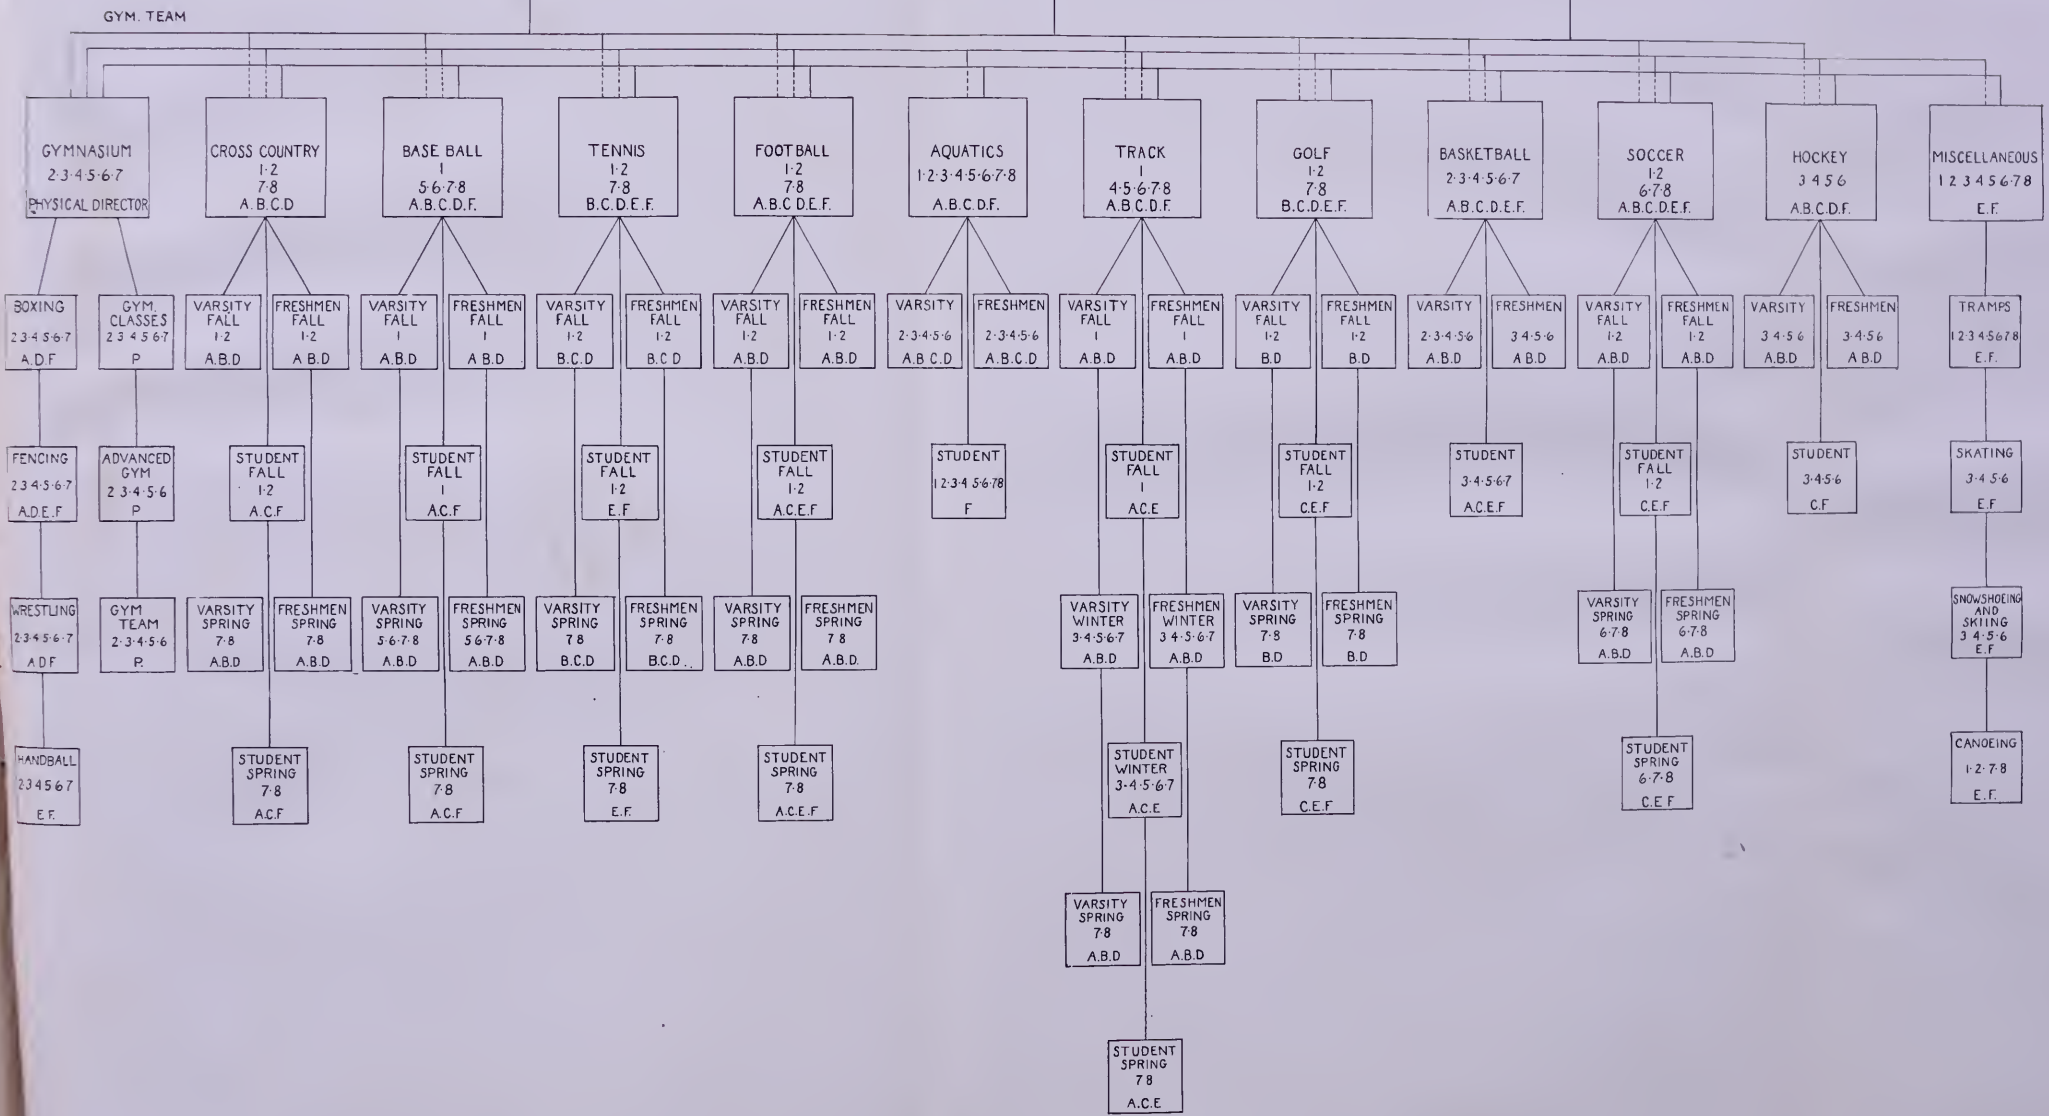 GYM. TEAM
GYMNASIUM
2·3·4·5·6·7
PHYSICAL DIRECTOR
CROSS COUNTRY
1·2
7·8
A.B.C.D
BASE BALL
1
5·6·7·8
A.B.C.D.F.
TENNIS
1·2
7·8
B.C.D.E.F.
FOOTBALL
1·2
7·8
A.B.C D.E.F.
AQUATICS
1·2·3·4·5·6·7·8
A.B.C.D.F.
TRACK
1
4·5·6·7·8
A.B.C.D.F
GOLF
1·2
7·8
B.C.D.E.F.
BASKETBALL
2·3·4·5·6·7
A.B.C.D.E.F.
SOCCER
1·2
6·7·8
A.B.C.D.E.F.
HOCKEY
3 4 5 6
A.B.C.D.F.
MISCELLANEOUS
1 2 3 4 5 6·7 8
E.F.
BOXING
2·3·4·5·6·7
A.D.F
GYM.
CLASSES
2 3 4 5 6·7
P
VARSITY
FALL
1·2
A.B.D
FRESHMEN
FALL
1·2
A B.D
VARSITY
FALL
1
A.B.D
FRESHMEN
FALL
1
A B.D
VARSITY
FALL
1·2
B.C.D
FRESHMEN
FALL
1·2
B.C D
VARSITY
FALL
1·2
A.B.D
FRESHMEN
FALL
1·2
A.B.D
VARSITY
2·3·4·5·6
A.B C.D
FRESHMEN
2·3·4·5·6
A.B.C.D
VARSITY
FALL
1
A.B.D
FRESHMEN
FALL
1
A.B.D
VARSITY
FALL
1·2
B.D
FRESHMEN
FALL
1·2
B.D
VARSITY
2·3·4·5·6
A.B.D
FRESHMEN
3 4·5·6
A B.D
VARSITY
FALL
1·2
A.B.D
FRESHMEN
FALL
1·2
A.B.D
VARSITY
3 4·5 6
A.B.D
FRESHMEN
3·4·5 6
A B.D
TRAMPS
1 2·3 4·5 6 7 8
E.F.
FENCING
2 3 4·5·6·7
A.D.E.F
ADVANCED
GYM
2 3·4·5·6
P
STUDENT
FALL
1·2
A.C.F
STUDENT
FALL
1
A.C.F
STUDENT
FALL
1·2
E.F
STUDENT
FALL
1·2
A.C.E.F
STUDENT
1 2·3·4 5·6·7 8
F
STUDENT
FALL
1
A.C.E
STUDENT
FALL
1·2
C.E.F
STUDENT
3·4·5·6·7
A.C.E.F
STUDENT
FALL
1·2
C.E.F
STUDENT
3·4·5·6
C.F
SKATING
3·4 5·6
E.F
WRESTLING
2·3·4 5·6·7
A D F
GYM
TEAM
2·3·4·5·6
P.
VARSITY
SPRING
7·8
A.B.D
FRESHMEN
SPRING
7·8
A.B.D
VARSITY
SPRING
5·6·7·8
A.B.D
FRESHMEN
SPRING
5 6·7·8
A.B.D
VARSITY
SPRING
7 8
B.C.D
FRESHMEN
SPRING
7·8
B.C.D.
VARSITY
SPRING
7·8
A.B.D
FRESHMEN
SPRING
7 8
A.B.D.
VARSITY
WINTER
3·4·5·6·7
A.B.D
FRESHMEN
WINTER
3 4·5·6·7
A.B.D
VARSITY
SPRING
7·8
B.D
FRESHMEN
SPRING
7·8
B.D
VARSITY
SPRING
6·7·8
A.B.D
FRESHMEN
SPRING
6·7·8
A.B.D
SNOWSHOEING
AND
SKIING
3 4·5·6
E.F
HANDBALL
2 3 4 5 6 7
E F.
STUDENT
SPRING
7·8
A.C.F
STUDENT
SPRING
7·8
A.C.F
STUDENT
SPRING
7·8
E.F.
STUDENT
SPRING
7·8
A.C.E.F
STUDENT
WINTER
3·4·5·6·7
A.C.E
STUDENT
SPRING
7·8
C.E.F
STUDENT
SPRING
6·7·8
C.E F
CANOEING
1·2·7·8
E.F.
VARSITY
SPRING
7·8
A.B.D
FRESHMEN
SPRING
7·8
A.B.D
STUDENT
SPRING
7 8
A.C.E